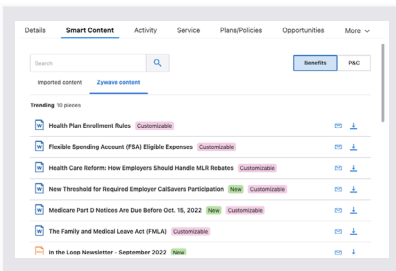 Details Smart Content Activity Service Plans/Policies Opportunities More
Search Benefits P&C
Imported content Zywave content
Trending 10 pieces
Health Plan Enrollment Rules Customizable
Flexible Spending Account (FSA) Eligible Expenses Customizable
Health Care Reform: How Employers Should Handle MLR Rebates Customizable
New Threshold for Required Employer CalSavers Participation New Customizable
Medicare Part D Notices Are Due Before Oct. 15, 2022 New Customizable
The Family and Medical Leave Act (FMLA) Customizable
In the Loop Newsletter - September 2022 New